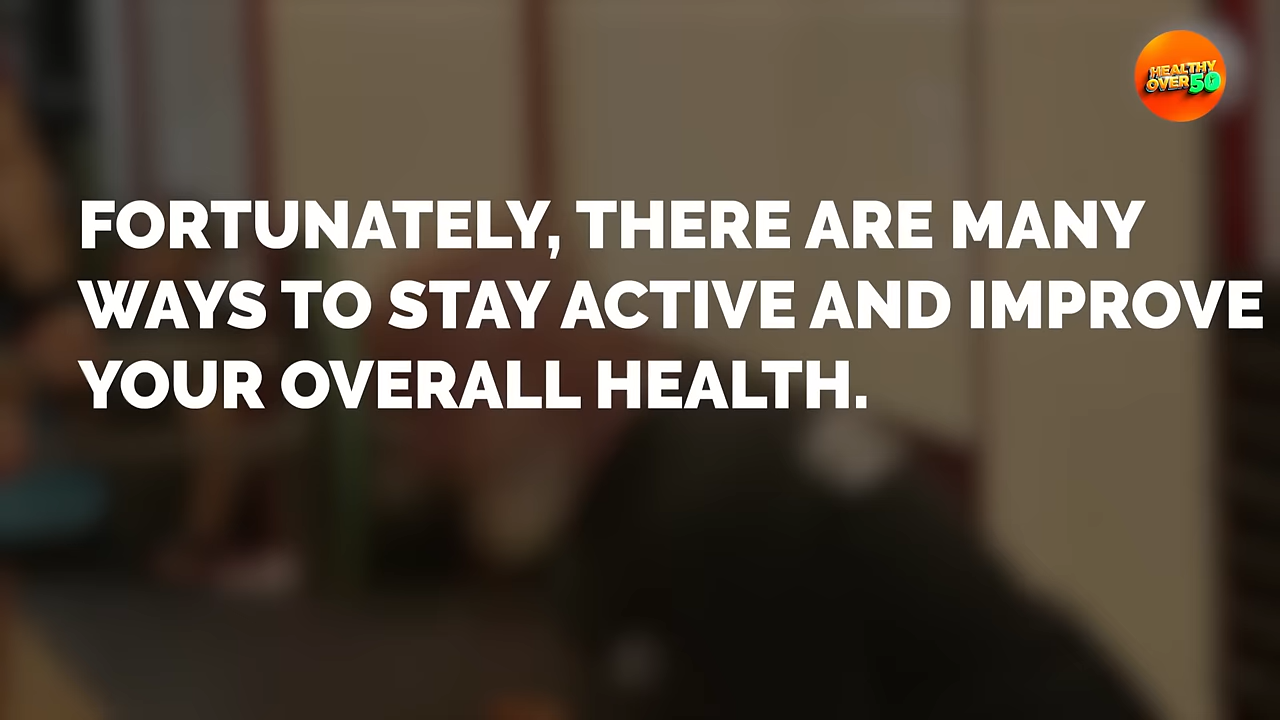 HEALTHY
OVER 50
FORTUNATELY, THERE ARE MANY
WAYS TO STAY ACTIVE AND IMPROVE
YOUR OVERALL HEALTH.